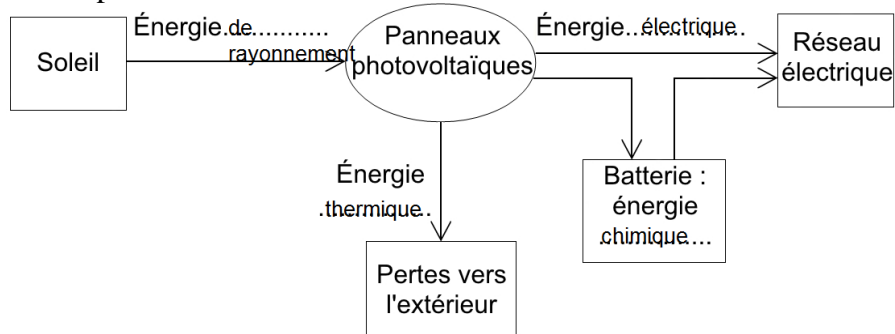 Soleil
Énergie de ............
rayonnement
Panneaux
photovoltaïques
Énergie...électrique..
Réseau
électrique
Énergie
.thermique..
Pertes vers
l'extérieur
Batterie :
énergie
chimique....